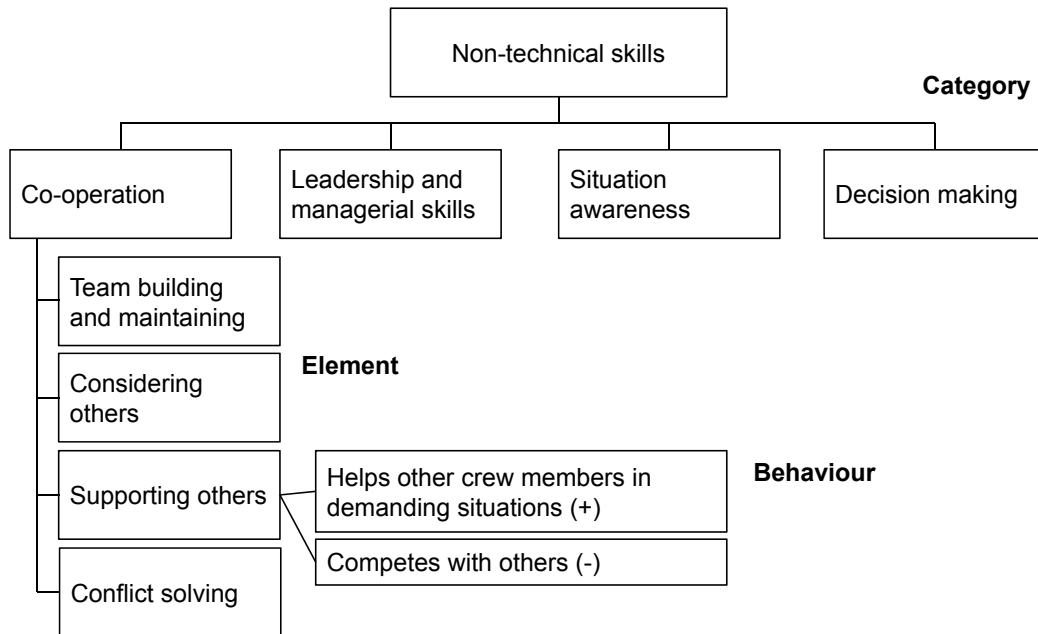 Non-technical skills
Category
Co-operation
Leadership and
managerial skills
Situation
awareness
Decision making
Team building
and maintaining
Element
Considering
others
Supporting others
Helps other crew members in
demanding situations (+)
Behaviour
Competes with others (-)
Conflict solving